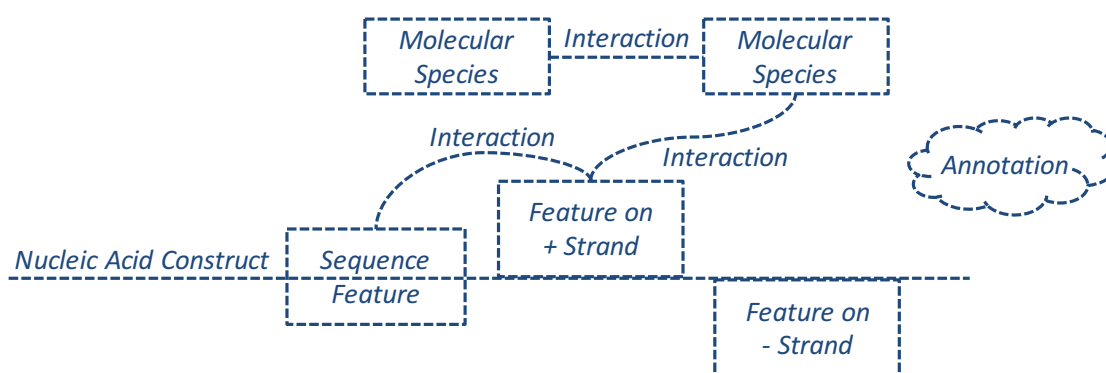 Molecular
Species
Interaction
Molecular
Species
Interaction
Interaction
Annotation
Feature on
+ Strand
Nucleic Acid Construct
Sequence
Feature
Feature on
- Strand